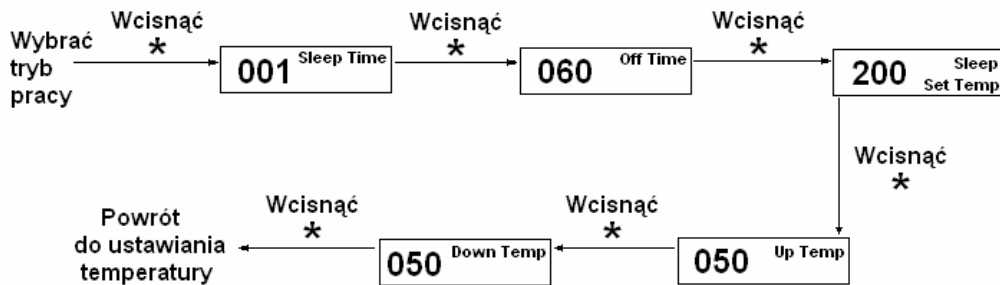 Wybrać
tryb
pracy
Wcisnąć
*
001 Sleep Time
Wcisnąć
*
060 Off Time
Wcisnąć
*
200 Sleep
Set Temp
Wcisnąć
*
050 Up Temp
Wcisnąć
*
050 Down Temp
Wcisnąć
*
Powrót
do ustawiania
temperatury